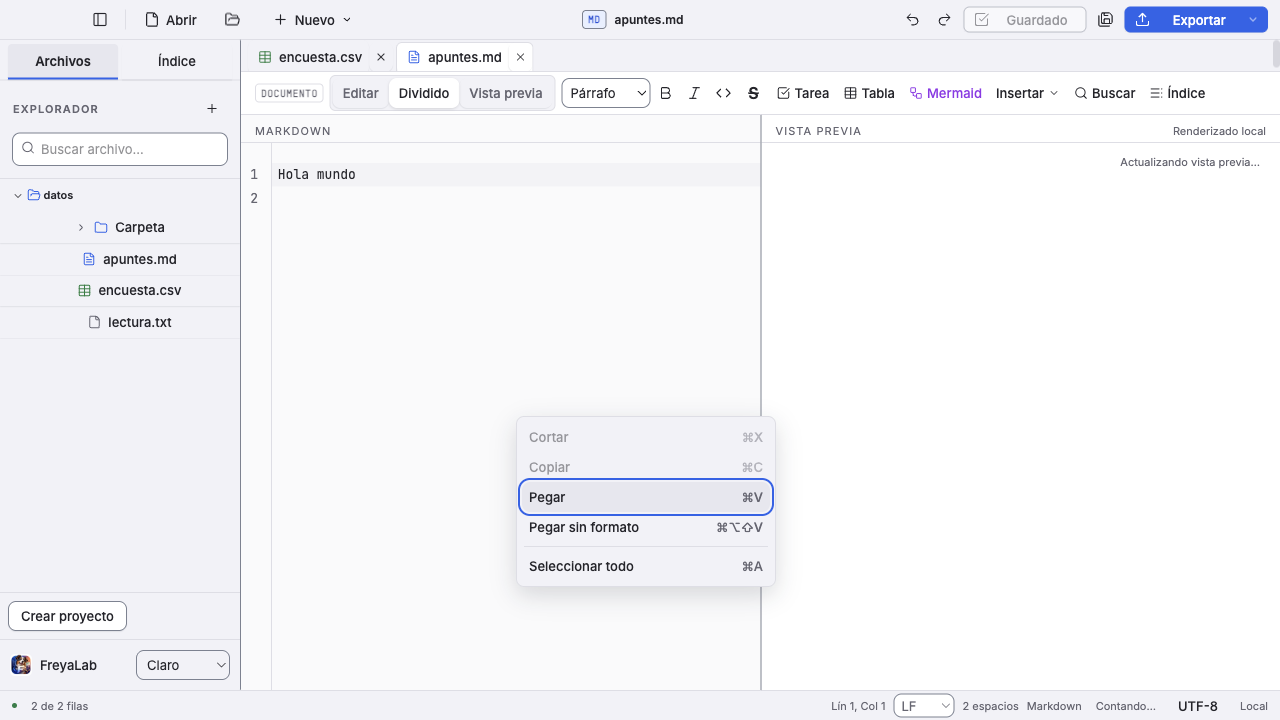 Abrir
Nuevo
MD apuntes.md
Guardado
Exportar
Archivos
Índice
encuesta.csv
apuntes.md
DOCUMENTO
Editar
Dividido
Vista previa
Párrafo
B
I
S
Tarea
Tabla
Mermaid
Insertar
Buscar
Índice
EXPLORADOR
Buscar archivo...
datos
Carpeta
apuntes.md
encuesta.csv
lectura.txt
MARKDOWN
1 Hola mundo
2
VISTA PREVIA
Renderizado local
Actualizando vista previa...
Cortar ⌘X
Copiar ⌘C
Pegar ⌘V
Pegar sin formato ⌘⌥⇧V
Seleccionar todo ⌘A
Crear proyecto
FreyaLab
Claro
2 de 2 filas
Lín 1, Col 1
LF
2 espacios
Markdown
Contando...
UTF-8
Local